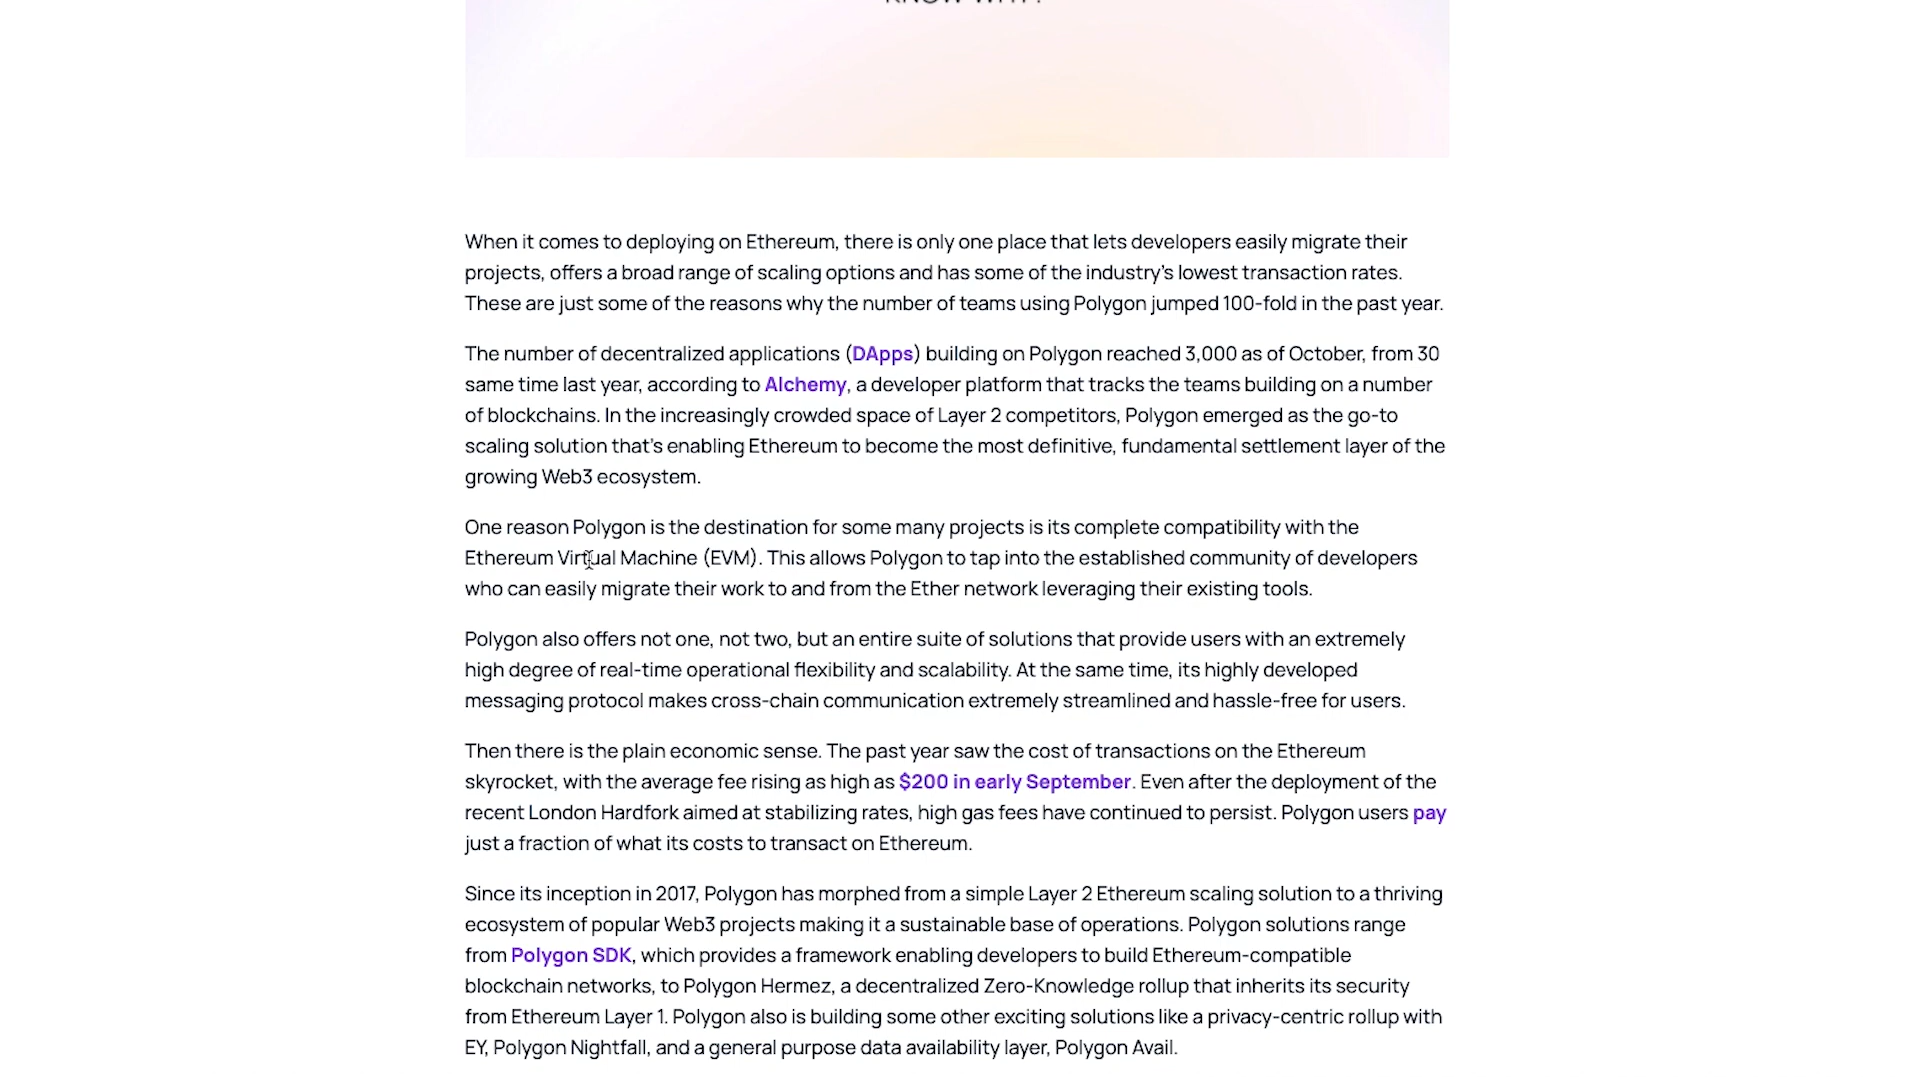 KNOW WHY?
When it comes to deploying on Ethereum, there is only one place that lets developers easily migrate their
projects, offers a broad range of scaling options and has some of the industry's lowest transaction rates.
These are just some of the reasons why the number of teams using Polygon jumped 100-fold in the past year.
The number of decentralized applications (DApps) building on Polygon reached 3,000 as of October, from 30
same time last year, according to Alchemy, a developer platform that tracks the teams building on a number
of blockchains. In the increasingly crowded space of Layer 2 competitors, Polygon emerged as the go-to
scaling solution that's enabling Ethereum to become the most definitive, fundamental settlement layer of the
growing Web3 ecosystem.
One reason Polygon is the destination for some many projects is its complete compatibility with the
Ethereum Virtual Machine (EVM). This allows Polygon to tap into the established community of developers
who can easily migrate their work to and from the Ether network leveraging their existing tools.
Polygon also offers not one, not two, but an entire suite of solutions that provide users with an extremely
high degree of real-time operational flexibility and scalability. At the same time, its highly developed
messaging protocol makes cross-chain communication extremely streamlined and hassle-free for users.
Then there is the plain economic sense. The past year saw the cost of transactions on the Ethereum
skyrocket, with the average fee rising as high as $200 in early September. Even after the deployment of the
recent London Hardfork aimed at stabilizing rates, high gas fees have continued to persist. Polygon users pay
just a fraction of what its costs to transact on Ethereum.
Since its inception in 2017, Polygon has morphed from a simple Layer 2 Ethereum scaling solution to a thriving
ecosystem of popular Web3 projects making it a sustainable base of operations. Polygon solutions range
from Polygon SDK, which provides a framework enabling developers to build Ethereum-compatible
blockchain networks, to Polygon Hermez, a decentralized Zero-Knowledge rollup that inherits its security
from Ethereum Layer 1. Polygon also is building some other exciting solutions like a privacy-centric rollup with
EY, Polygon Nightfall, and a general purpose data availability layer, Polygon Avail.